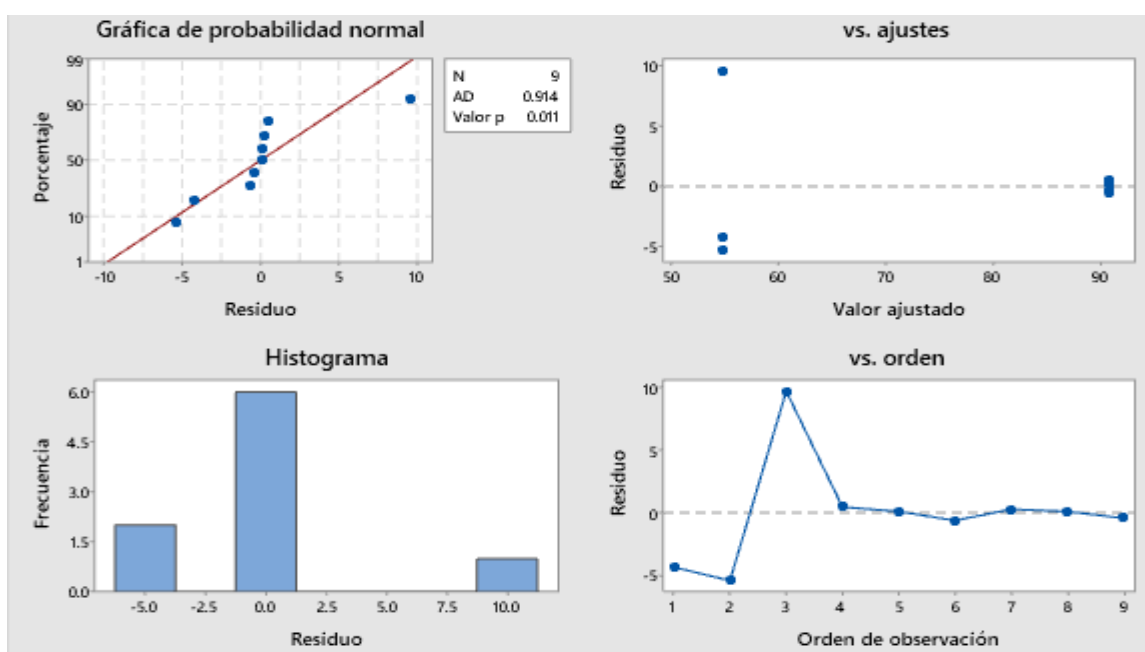 Gráfica de probabilidad normal
99
90
50
10
1
Porcentaje
-10 -5 0 5 10
Residuo
N 9
AD 0.914
Valor p 0.011
vs. ajustes
10
5
0
-5
Residuo
50 60 70 80 90
Valor ajustado
Histograma
6.0
4.5
3.0
1.5
0.0
Frecuencia
-5.0 -2.5 0.0 2.5 5.0 7.5 10.0
Residuo
vs. orden
10
5
0
-5
Residuo
1 2 3 4 5 6 7 8 9
Orden de observación